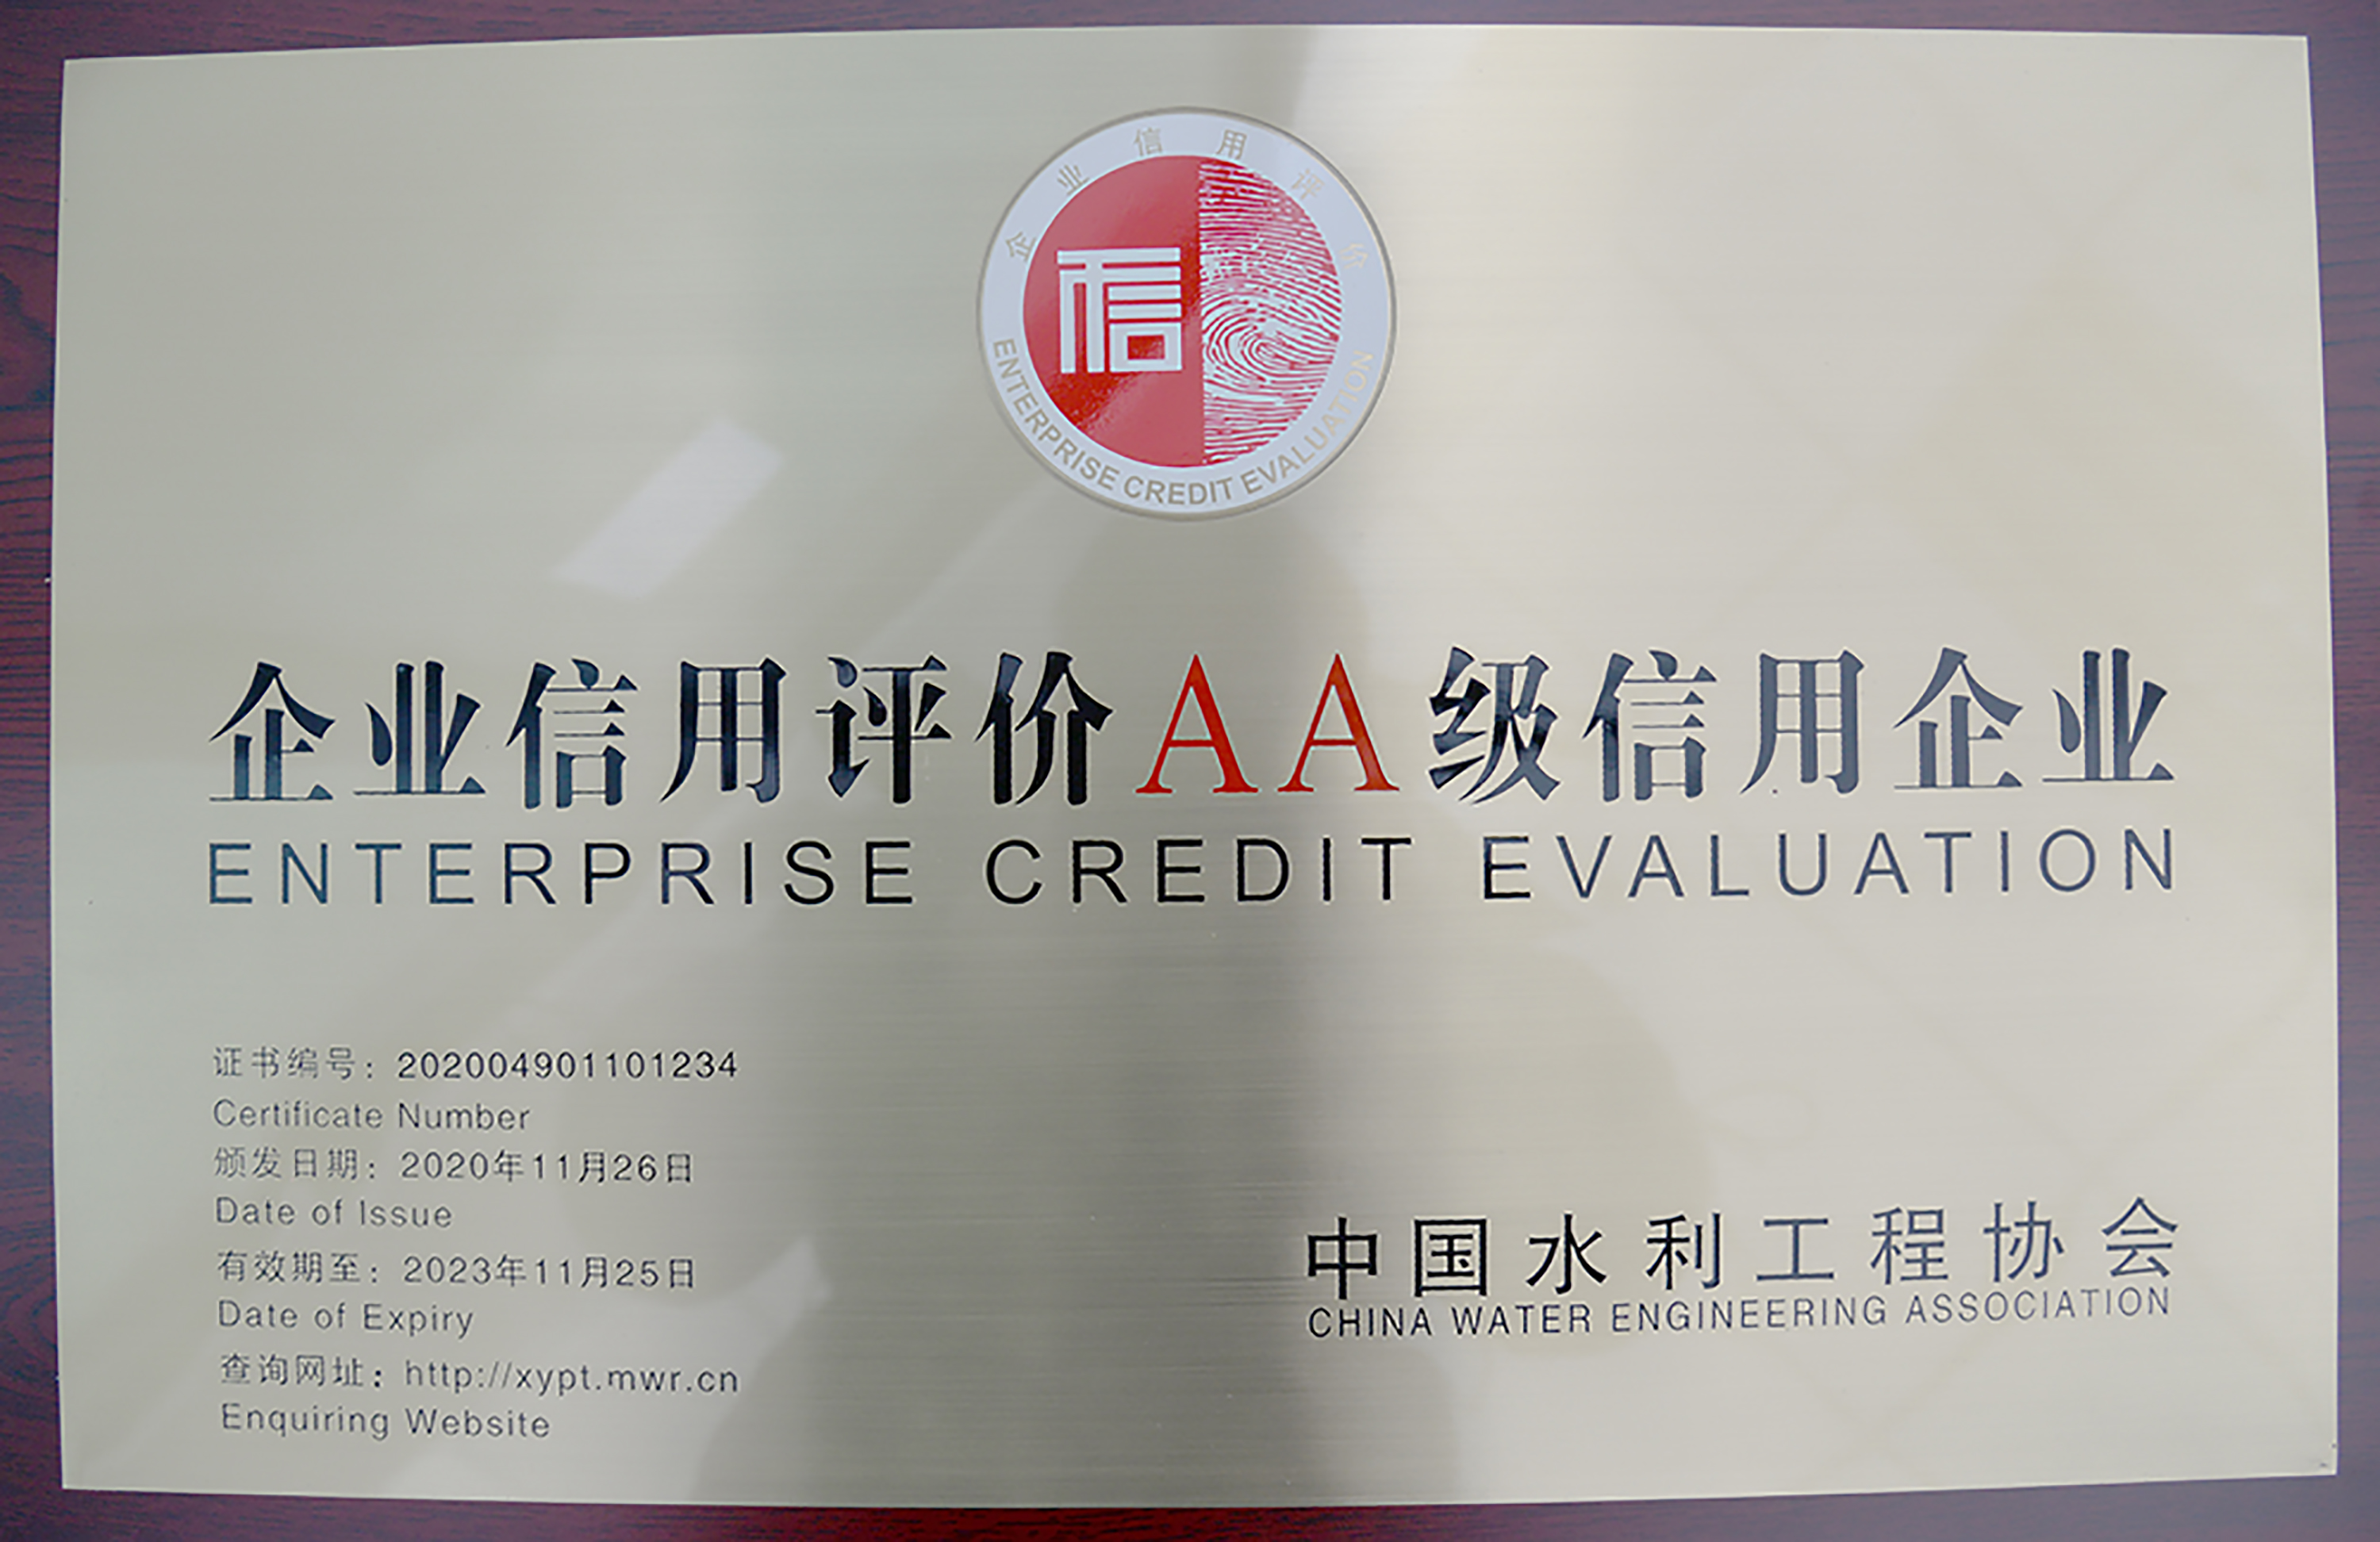 企业信用评价
信
ENTERPRISE CREDIT EVALUATION
企业信用评价AA级信用企业
ENTERPRISE CREDIT EVALUATION
证书编号：202004901101234
Certificate Number
颁发日期：2020年11月26日
Date of Issue
有效期至：2023年11月25日
Date of Expiry
查询网址：http://xypt.mwr.cn
Enquiring Website
中国水利工程协会
CHINA WATER ENGINEERING ASSOCIATION